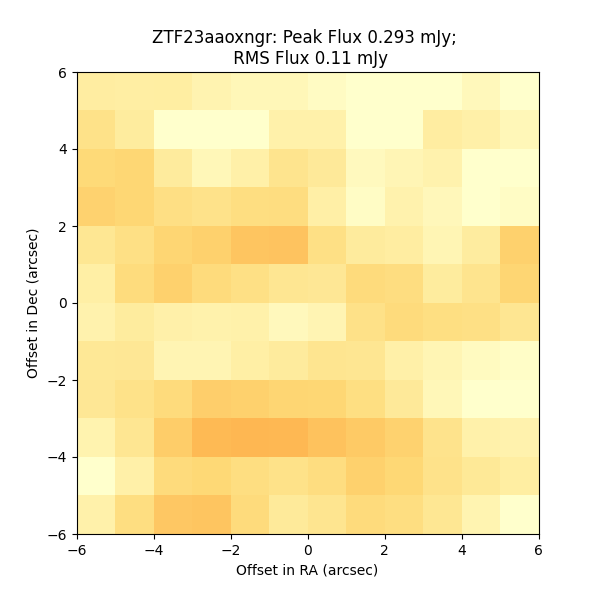 ZTF23aaoxngr: Peak Flux 0.293 mJy;
RMS Flux 0.11 mJy
6
4
2
0
−2
−4
−6
Offset in Dec (arcsec)
−6 −4 −2 0 2 4 6
Offset in RA (arcsec)